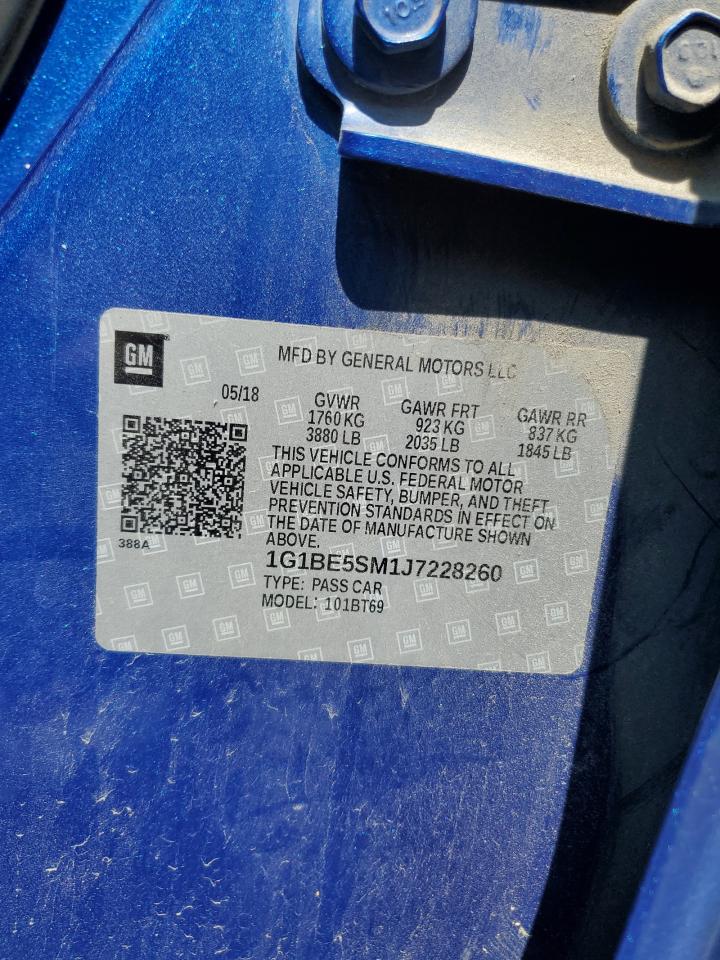 GM
MFD BY GENERAL MOTORS LLC
05/18
GVWR
1760 KG
3880 LB
GAWR FRT
923 KG
2035 LB
GAWR RR
837 KG
1845 LB
THIS VEHICLE CONFORMS TO ALL
APPLICABLE U.S. FEDERAL MOTOR
VEHICLE SAFETY, BUMPER, AND THEFT
PREVENTION STANDARDS IN EFFECT ON
THE DATE OF MANUFACTURE SHOWN
ABOVE.
388A
1G1BE5SM1J7228260
TYPE: PASS CAR
MODEL: 101BT69